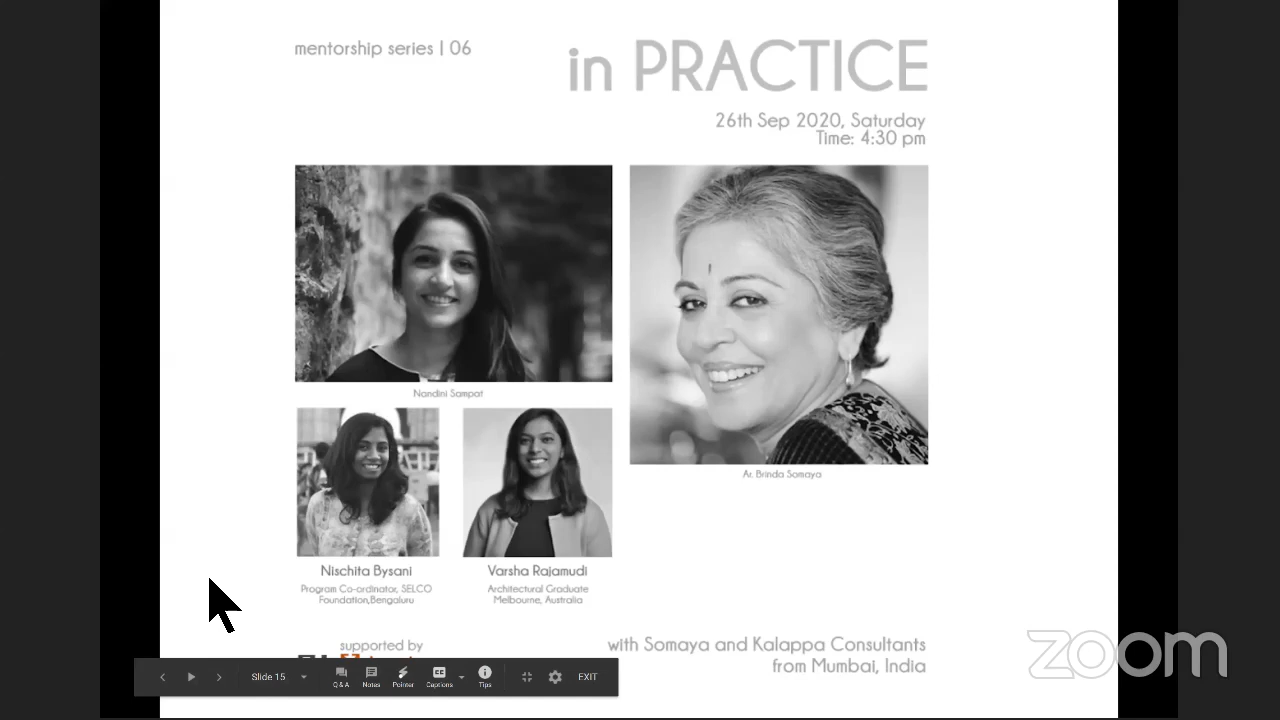 mentorship series | 06
in PRACTICE
26th Sep 2020, Saturday
Time: 4:30 pm
Nandini Sampat
Ar. Brinda Somaya
Nischita Bysani
Program Co-ordinator, SELCO
Foundation,Bengaluru
Varsha Rajamudi
Architectural Graduate
Melbourne, Australia
supported by
with Somaya and Kalappa Consultants
from Mumbai, India
Slide 15
Q & A
Notes
Pointer
CC
Captions
Tips
EXIT
zoom